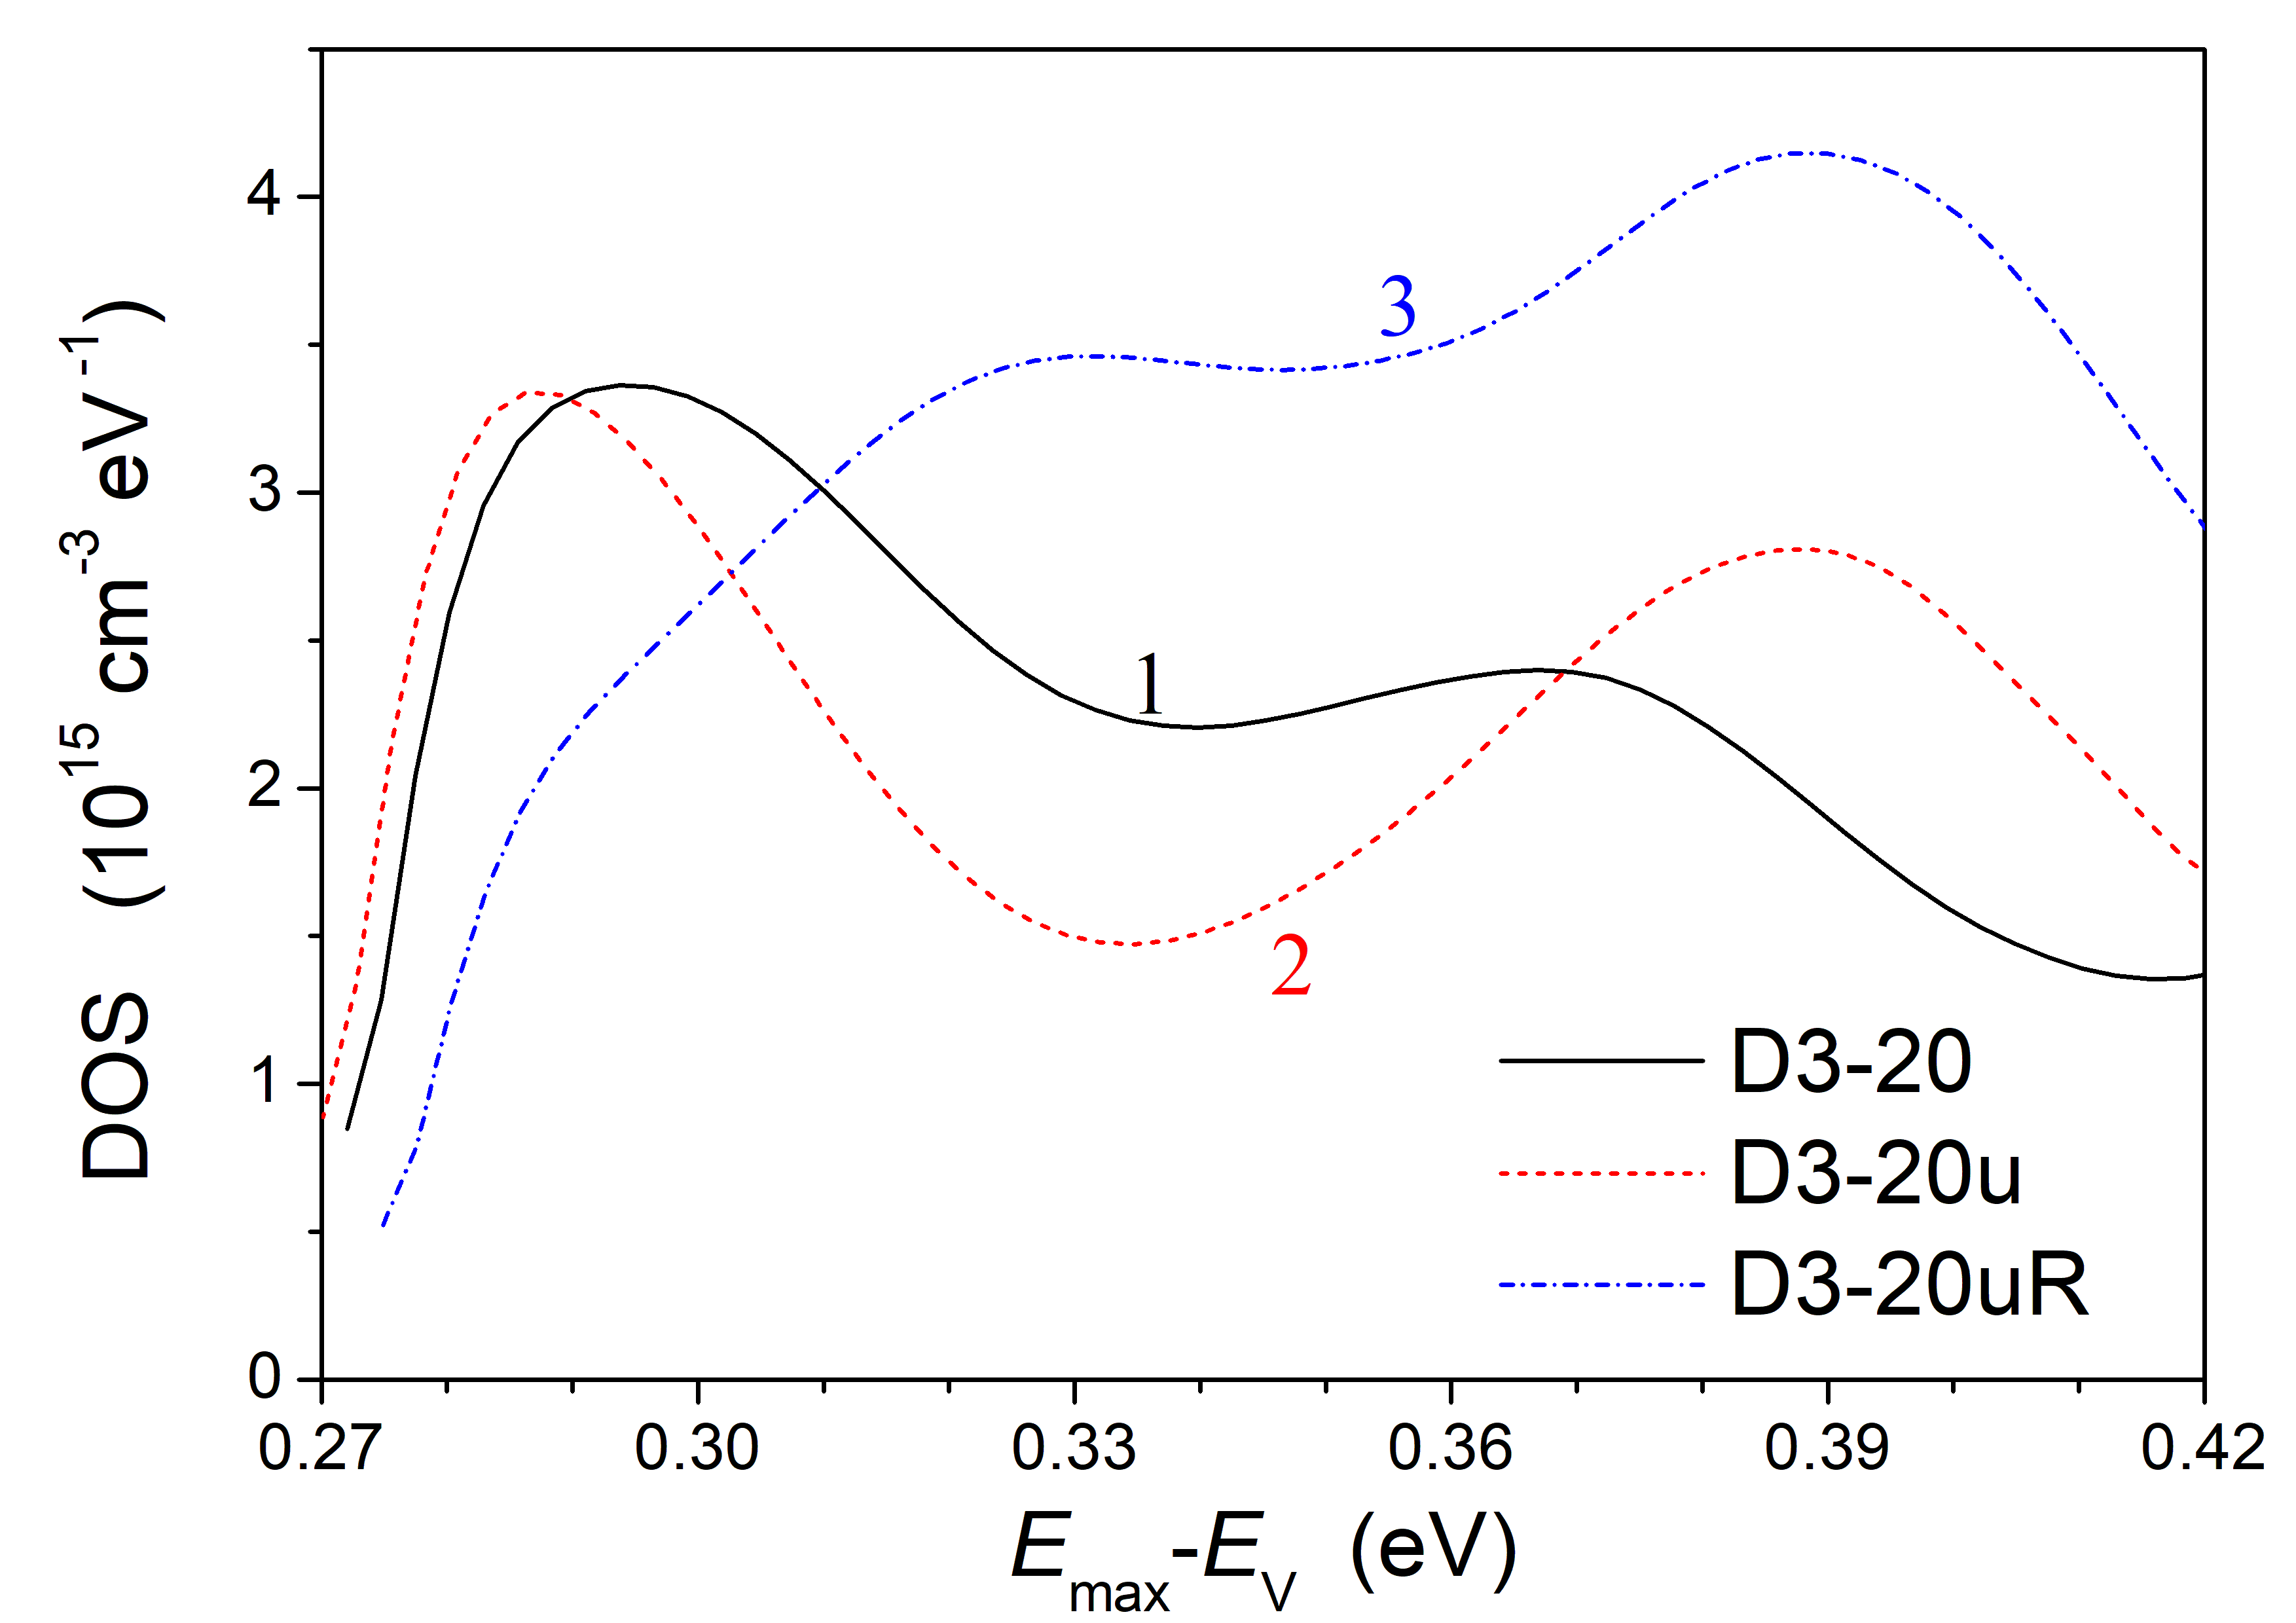 DOS (10^15 cm^-3 eV^-1)
4
3
2
1
0
3
1
2
D3-20
D3-20u
D3-20uR
0.27 0.30 0.33 0.36 0.39 0.42
E_max-E_V (eV)